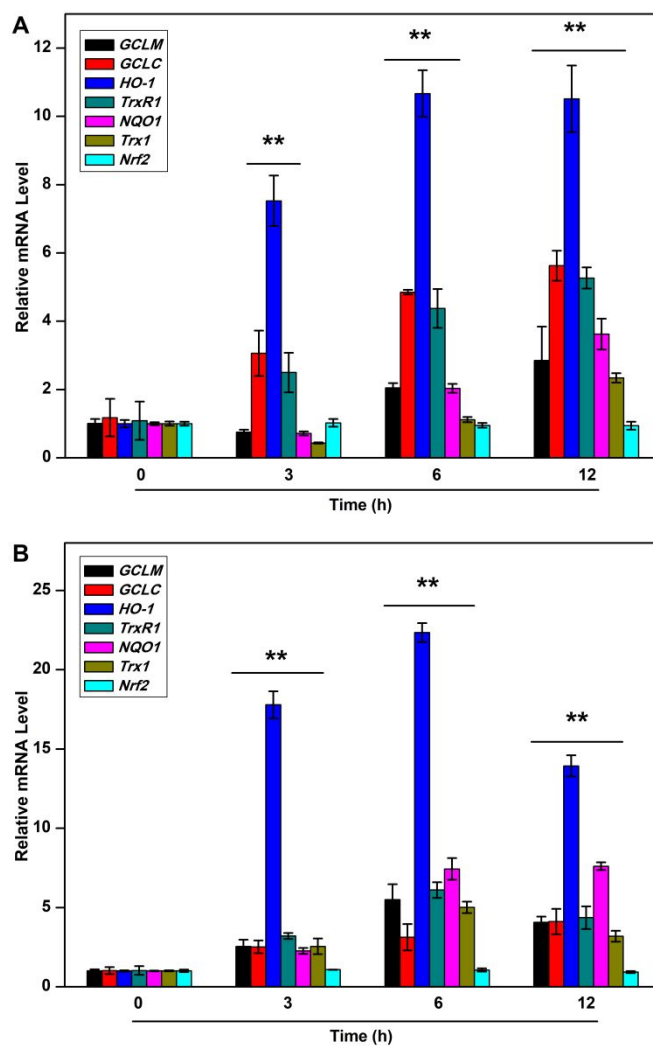 A
GCLM
GCLC
HO-1
TrxR1
NQO1
Trx1
Nrf2
**
**
**
12
10
8
6
4
2
0
Relative mRNA Level
0 3 6 12
Time (h)
B
GCLM
GCLC
HO-1
TrxR1
NQO1
Trx1
Nrf2
**
**
**
25
20
15
10
5
0
Relative mRNA Level
0 3 6 12
Time (h)